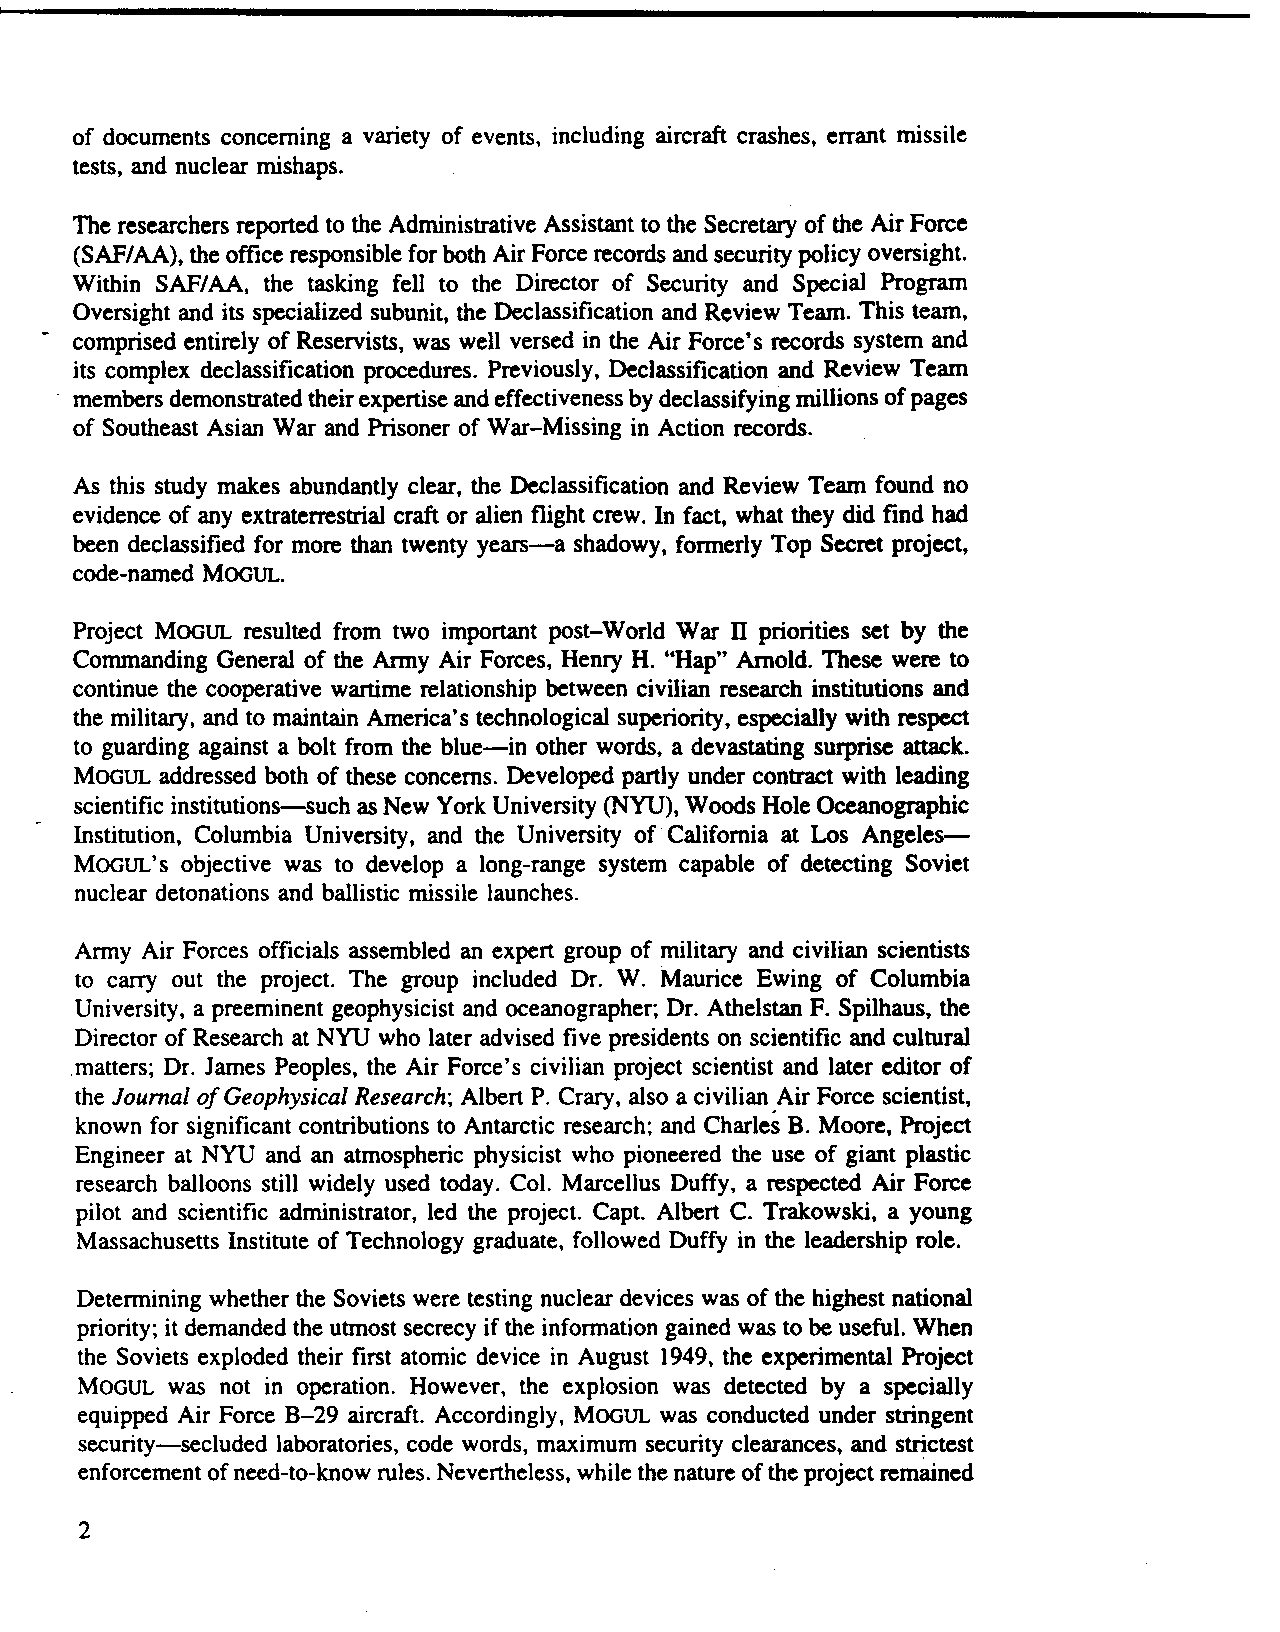 of documents concerning a variety of events, including aircraft crashes, errant missile
tests, and nuclear mishaps.
The researchers reported to the Administrative Assistant to the Secretary of the Air Force
(SAF/AA), the office responsible for both Air Force records and security policy oversight.
Within SAF/AA, the tasking fell to the Director of Security and Special Program
Oversight and its specialized subunit, the Declassification and Review Team. This team,
comprised entirely of Reservists, was well versed in the Air Force's records system and
its complex declassification procedures. Previously, Declassification and Review Team
members demonstrated their expertise and effectiveness by declassifying millions of pages
of Southeast Asian War and Prisoner of War–Missing in Action records.
As this study makes abundantly clear, the Declassification and Review Team found no
evidence of any extraterrestrial craft or alien flight crew. In fact, what they did find had
been declassified for more than twenty years—a shadowy, formerly Top Secret project,
code-named MOGUL.
Project MOGUL resulted from two important post–World War II priorities set by the
Commanding General of the Army Air Forces, Henry H. “Hap” Arnold. These were to
continue the cooperative wartime relationship between civilian research institutions and
the military, and to maintain America's technological superiority, especially with respect
to guarding against a bolt from the blue—in other words, a devastating surprise attack.
MOGUL addressed both of these concerns. Developed partly under contract with leading
scientific institutions—such as New York University (NYU), Woods Hole Oceanographic
Institution, Columbia University, and the University of California at Los Angeles—
MOGUL's objective was to develop a long-range system capable of detecting Soviet
nuclear detonations and ballistic missile launches.
Army Air Forces officials assembled an expert group of military and civilian scientists
to carry out the project. The group included Dr. W. Maurice Ewing of Columbia
University, a preeminent geophysicist and oceanographer; Dr. Athelstan F. Spilhaus, the
Director of Research at NYU who later advised five presidents on scientific and cultural
matters; Dr. James Peoples, the Air Force's civilian project scientist and later editor of
the Journal of Geophysical Research; Albert P. Crary, also a civilian Air Force scientist,
known for significant contributions to Antarctic research; and Charles B. Moore, Project
Engineer at NYU and an atmospheric physicist who pioneered the use of giant plastic
research balloons still widely used today. Col. Marcellus Duffy, a respected Air Force
pilot and scientific administrator, led the project. Capt. Albert C. Trakowski, a young
Massachusetts Institute of Technology graduate, followed Duffy in the leadership role.
Determining whether the Soviets were testing nuclear devices was of the highest national
priority; it demanded the utmost secrecy if the information gained was to be useful. When
the Soviets exploded their first atomic device in August 1949, the experimental Project
MOGUL was not in operation. However, the explosion was detected by a specially
equipped Air Force B–29 aircraft. Accordingly, MOGUL was conducted under stringent
security—secluded laboratories, code words, maximum security clearances, and strictest
enforcement of need-to-know rules. Nevertheless, while the nature of the project remained
2